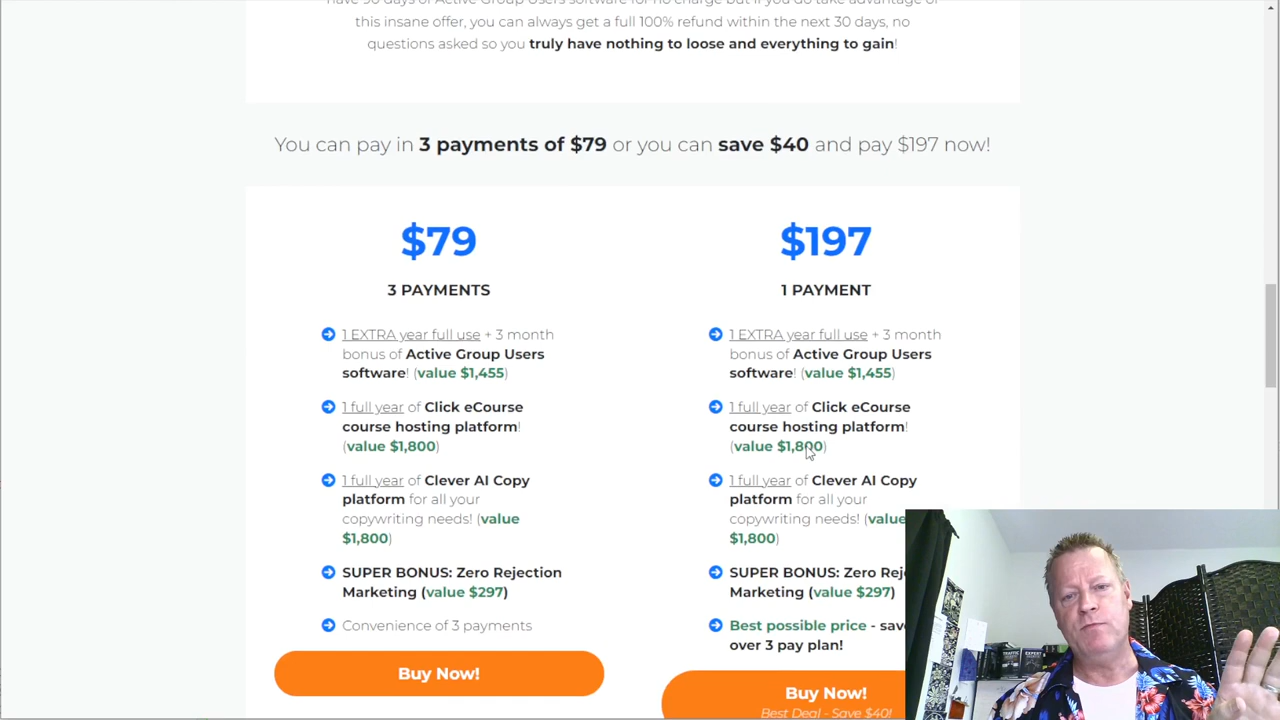 have 90 days of Active Group Users software for no charge but if you do take advantage of
this insane offer, you can always get a full 100% refund within the next 30 days, no
questions asked so you truly have nothing to loose and everything to gain!
You can pay in 3 payments of $79 or you can save $40 and pay $197 now!
$79
3 PAYMENTS
1 EXTRA year full use + 3 month
bonus of Active Group Users
software! (value $1,455)
1 full year of Click eCourse
course hosting platform!
(value $1,800)
1 full year of Clever AI Copy
platform for all your
copywriting needs! (value
$1,800)
SUPER BONUS: Zero Rejection
Marketing (value $297)
Convenience of 3 payments
Buy Now!
$197
1 PAYMENT
1 EXTRA year full use + 3 month
bonus of Active Group Users
software! (value $1,455)
1 full year of Click eCourse
course hosting platform!
(value $1,800)
1 full year of Clever AI Copy
platform for all your
copywriting needs! (value
$1,800)
SUPER BONUS: Zero Reje
Marketing (value $297)
Best possible price - save
over 3 pay plan!
Buy Now!
Best Deal - Save $40!
TRAFFIC
EXPERT